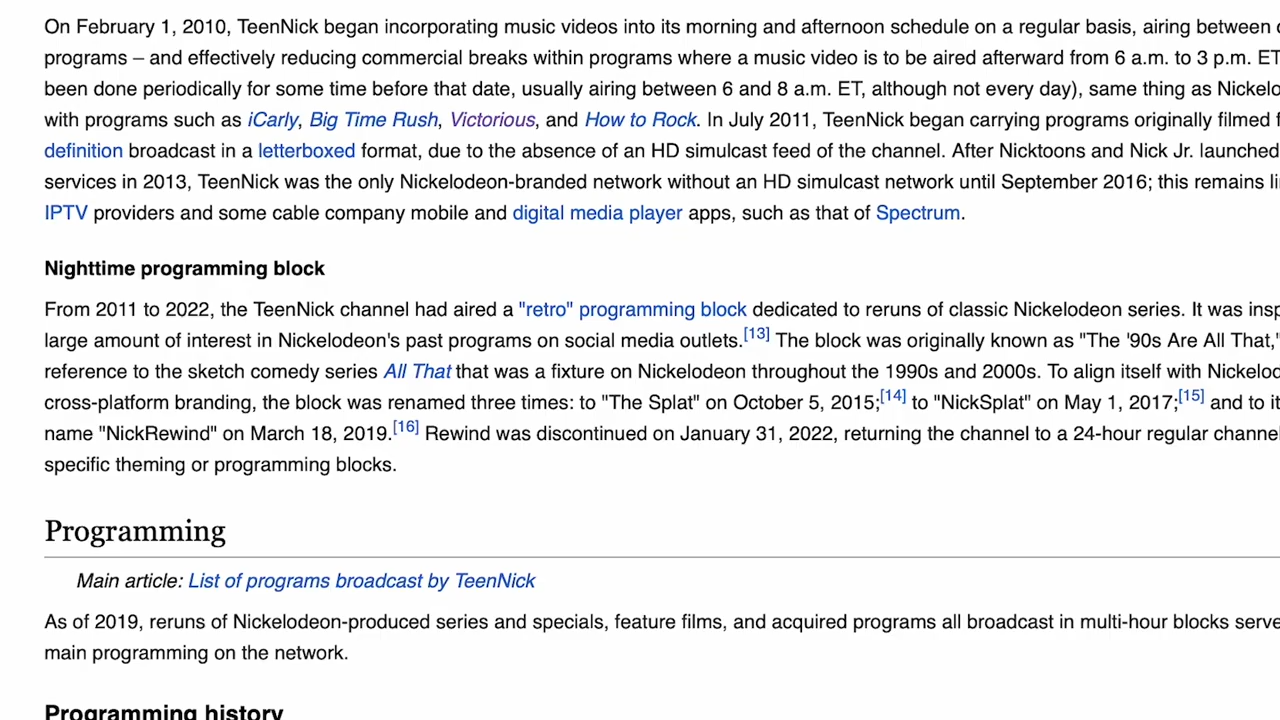 On February 1, 2010, TeenNick began incorporating music videos into its morning and afternoon schedule on a regular basis, airing between
programs – and effectively reducing commercial breaks within programs where a music video is to be aired afterward from 6 a.m. to 3 p.m. ET
been done periodically for some time before that date, usually airing between 6 and 8 a.m. ET, although not every day), same thing as Nickelo
with programs such as iCarly, Big Time Rush, Victorious, and How to Rock. In July 2011, TeenNick began carrying programs originally filmed
definition broadcast in a letterboxed format, due to the absence of an HD simulcast feed of the channel. After Nicktoons and Nick Jr. launched
services in 2013, TeenNick was the only Nickelodeon-branded network without an HD simulcast network until September 2016; this remains li
IPTV providers and some cable company mobile and digital media player apps, such as that of Spectrum.
Nighttime programming block
From 2011 to 2022, the TeenNick channel had aired a "retro" programming block dedicated to reruns of classic Nickelodeon series. It was insp
large amount of interest in Nickelodeon's past programs on social media outlets.[13] The block was originally known as "The '90s Are All That,"
reference to the sketch comedy series All That that was a fixture on Nickelodeon throughout the 1990s and 2000s. To align itself with Nickelod
cross-platform branding, the block was renamed three times: to "The Splat" on October 5, 2015;[14] to "NickSplat" on May 1, 2017;[15] and to it
name "NickRewind" on March 18, 2019.[16] Rewind was discontinued on January 31, 2022, returning the channel to a 24-hour regular channel
specific theming or programming blocks.
Programming
Main article: List of programs broadcast by TeenNick
As of 2019, reruns of Nickelodeon-produced series and specials, feature films, and acquired programs all broadcast in multi-hour blocks serve
main programming on the network.
Programming history